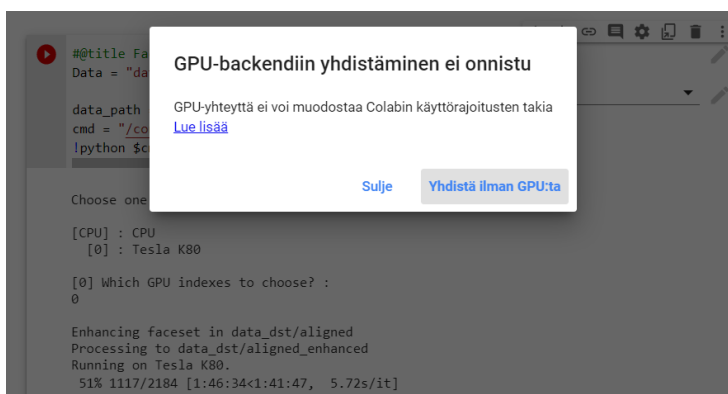 #@title Fa
Data = "da
data_path
cmd = "/co
!python $c
GPU-backendiin yhdistäminen ei onnistu
GPU-yhteyttä ei voi muodostaa Colabin käyttörajoitusten takia
Lue lisää
Sulje
Yhdistä ilman GPU:ta
Choose one
[CPU] : CPU
[0] : Tesla K80
[0] Which GPU indexes to choose? :
0
Enhancing faceset in data_dst/aligned
Processing to data_dst/aligned_enhanced
Running on Tesla K80.
51% 1117/2184 [1:46:34<1:41:47, 5.72s/it]